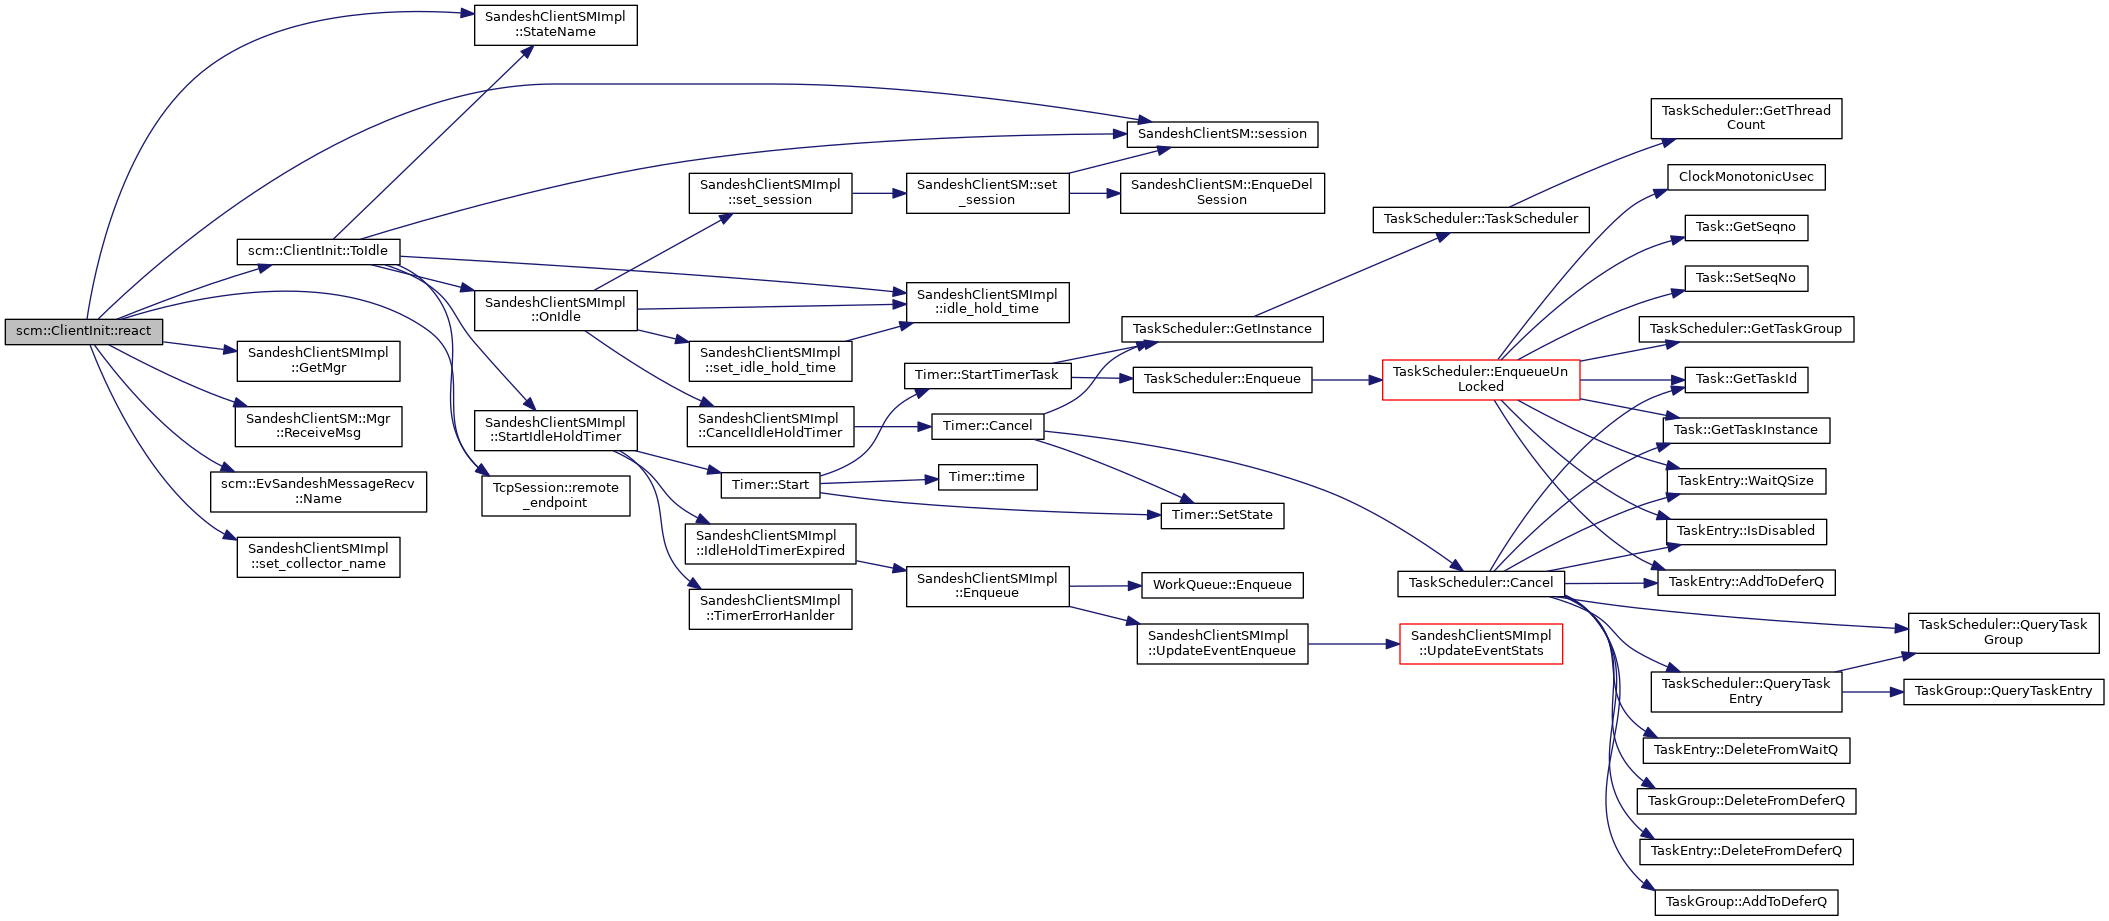 scm::ClientInit::react
SandeshClientSMImpl
::StateName
scm::ClientInit::ToIdle
SandeshClientSMImpl
::GetMgr
SandeshClientSM::Mgr
::ReceiveMsg
scm::EvSandeshMessageRecv
::Name
SandeshClientSMImpl
::set_collector_name
SandeshClientSMImpl
::OnIdle
SandeshClientSMImpl
::StartIdleHoldTimer
TcpSession::remote
_endpoint
SandeshClientSMImpl
::set_session
SandeshClientSMImpl
::set_idle_hold_time
SandeshClientSMImpl
::CancelIdleHoldTimer
Timer::Start
SandeshClientSMImpl
::IdleHoldTimerExpired
SandeshClientSMImpl
::TimerErrorHanlder
SandeshClientSM::set
_session
SandeshClientSMImpl
::idle_hold_time
Timer::StartTimerTask
Timer::Cancel
Timer::time
SandeshClientSMImpl
::Enqueue
SandeshClientSM::session
SandeshClientSM::EnqueDel
Session
TaskScheduler::GetInstance
TaskScheduler::Enqueue
Timer::SetState
WorkQueue::Enqueue
SandeshClientSMImpl
::UpdateEventEnqueue
TaskScheduler::TaskScheduler
TaskScheduler::EnqueueUn
Locked
TaskScheduler::Cancel
SandeshClientSMImpl
::UpdateEventStats
TaskScheduler::GetThread
Count
ClockMonotonicUsec
Task::GetSeqno
Task::SetSeqNo
TaskScheduler::GetTaskGroup
Task::GetTaskId
Task::GetTaskInstance
TaskEntry::WaitQSize
TaskEntry::IsDisabled
TaskEntry::AddToDeferQ
TaskScheduler::QueryTask
Entry
TaskEntry::DeleteFromWaitQ
TaskGroup::DeleteFromDeferQ
TaskEntry::DeleteFromDeferQ
TaskGroup::AddToDeferQ
TaskScheduler::QueryTask
Group
TaskGroup::QueryTaskEntry